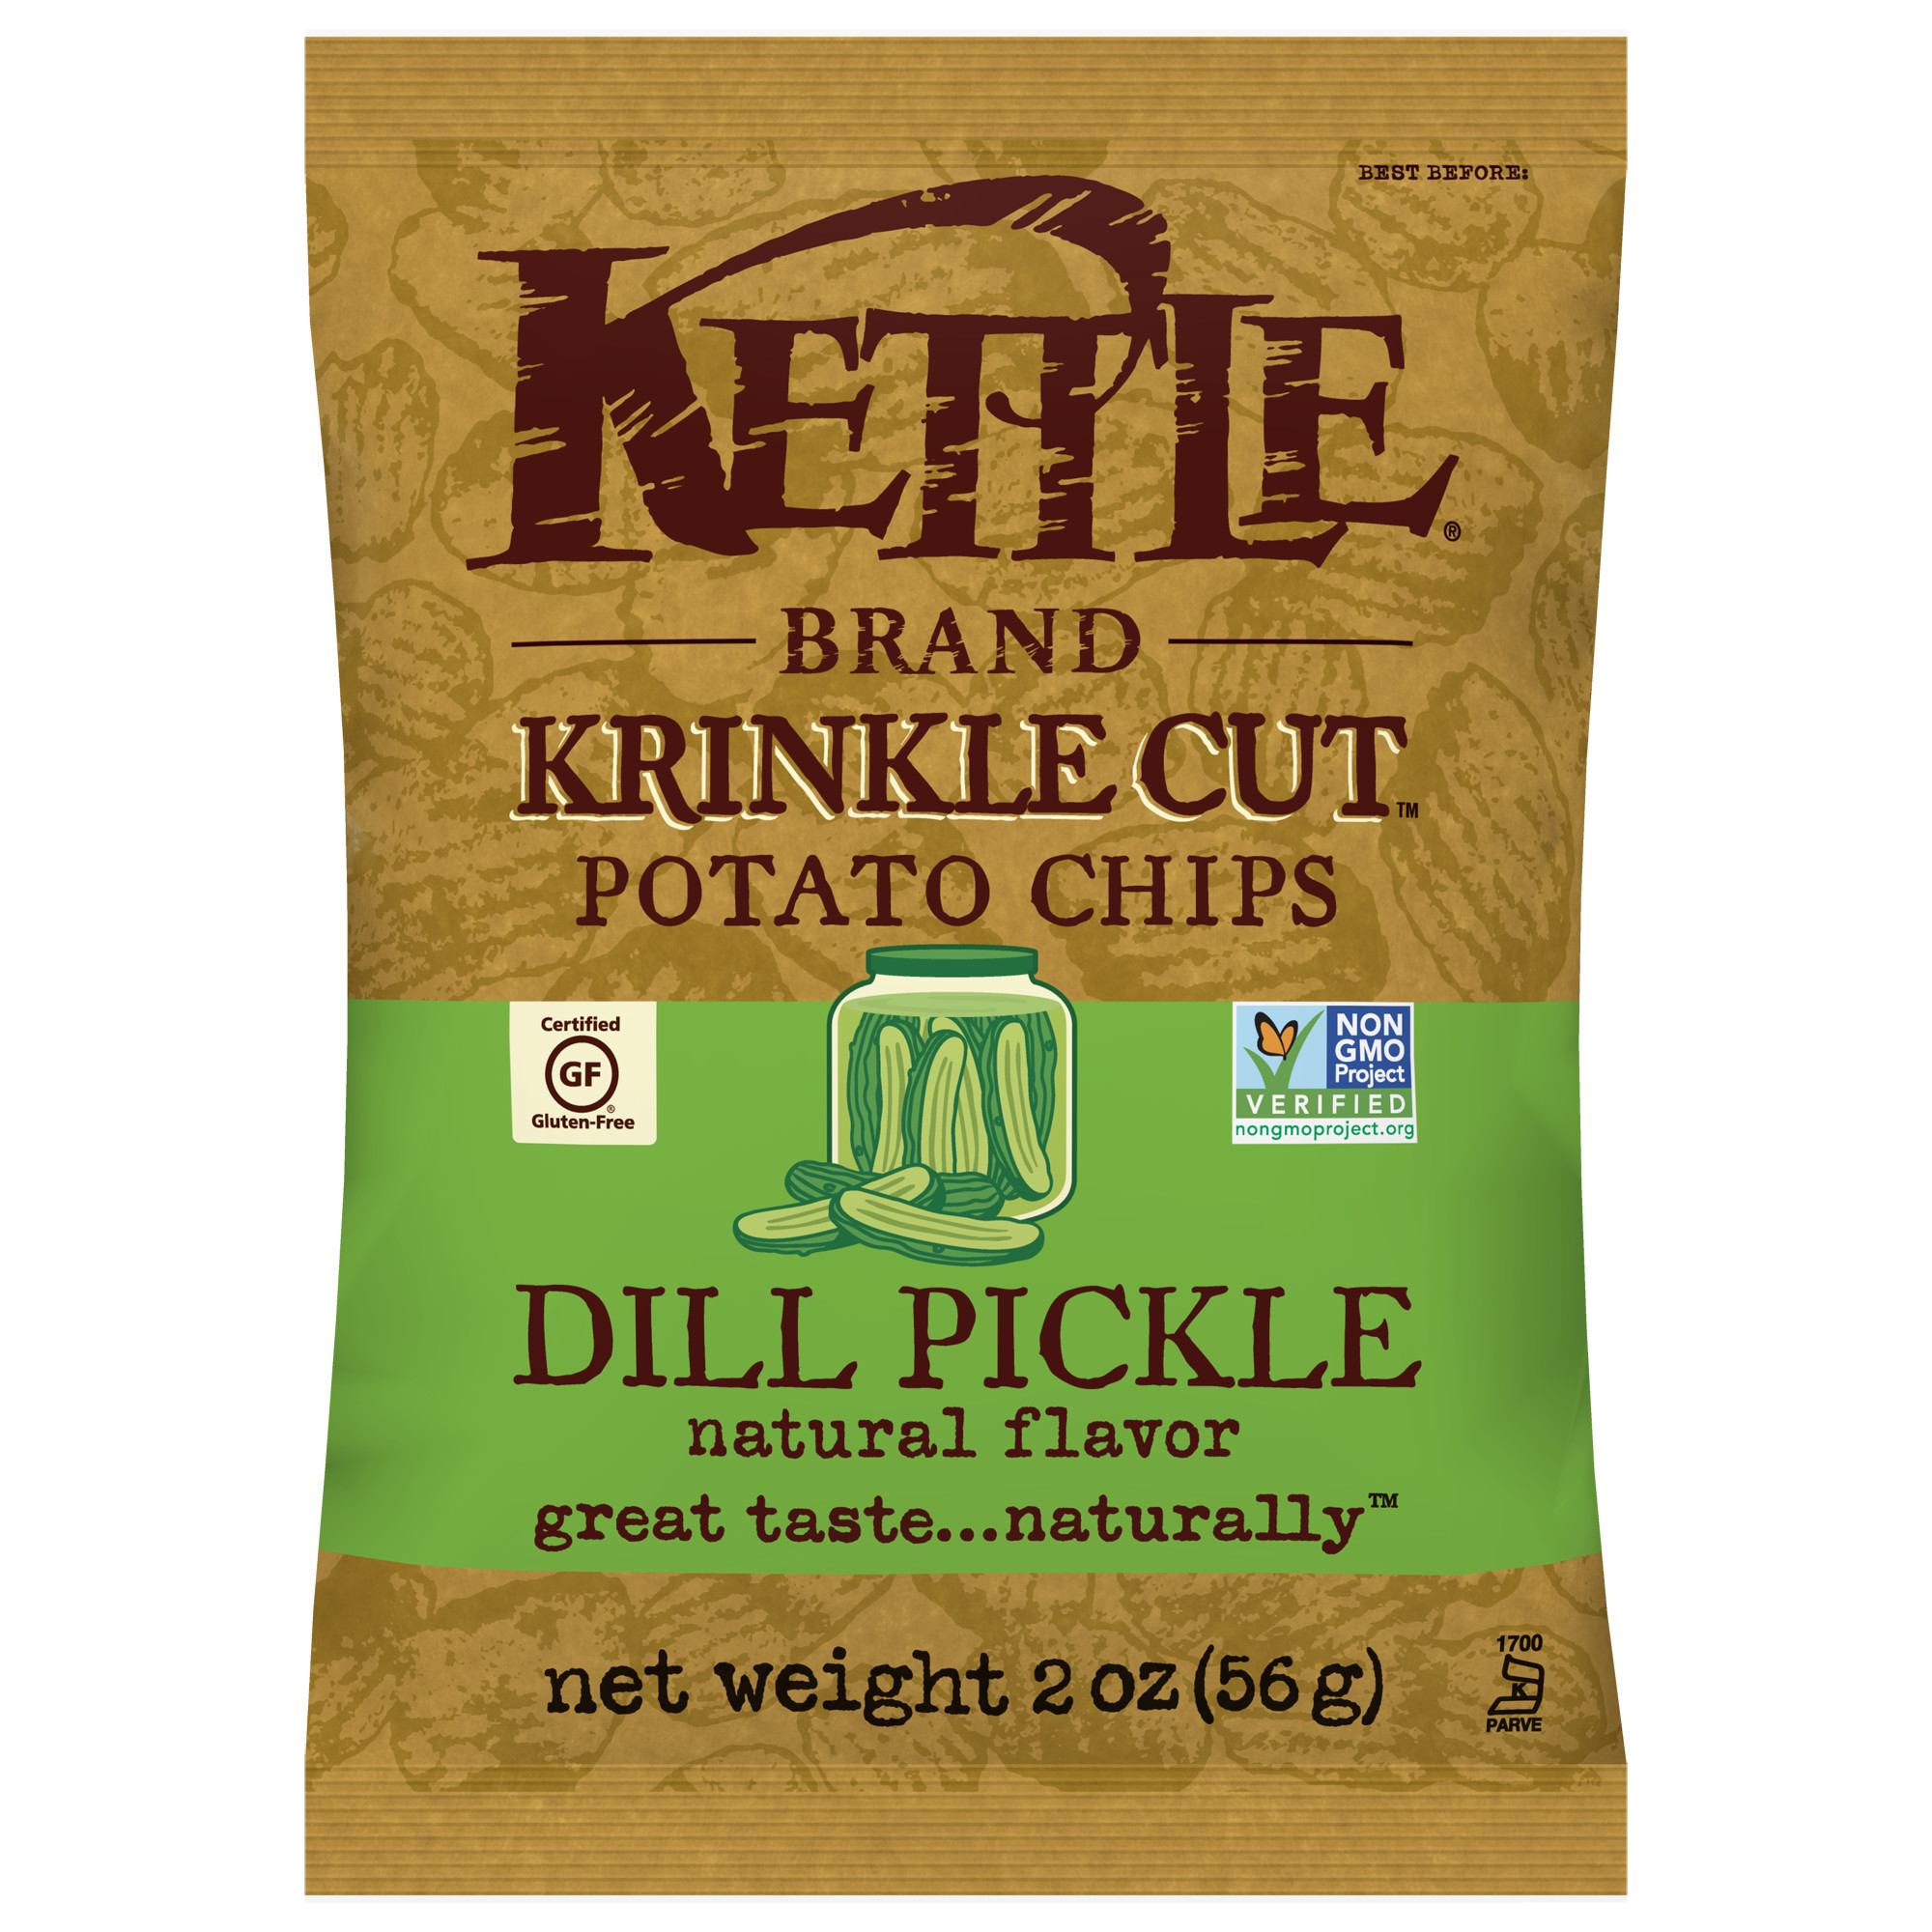 BEST BEFORE:
KETTLE®
BRAND
KRINKLE CUT™
POTATO CHIPS
Certified
GF®
Gluten-Free
NON
GMO
Project
VERIFIED
nongmoproject.org
DILL PICKLE
natural flavor
great taste...naturally™
net weight 2 oz (56 g)
1700
K
PARVE